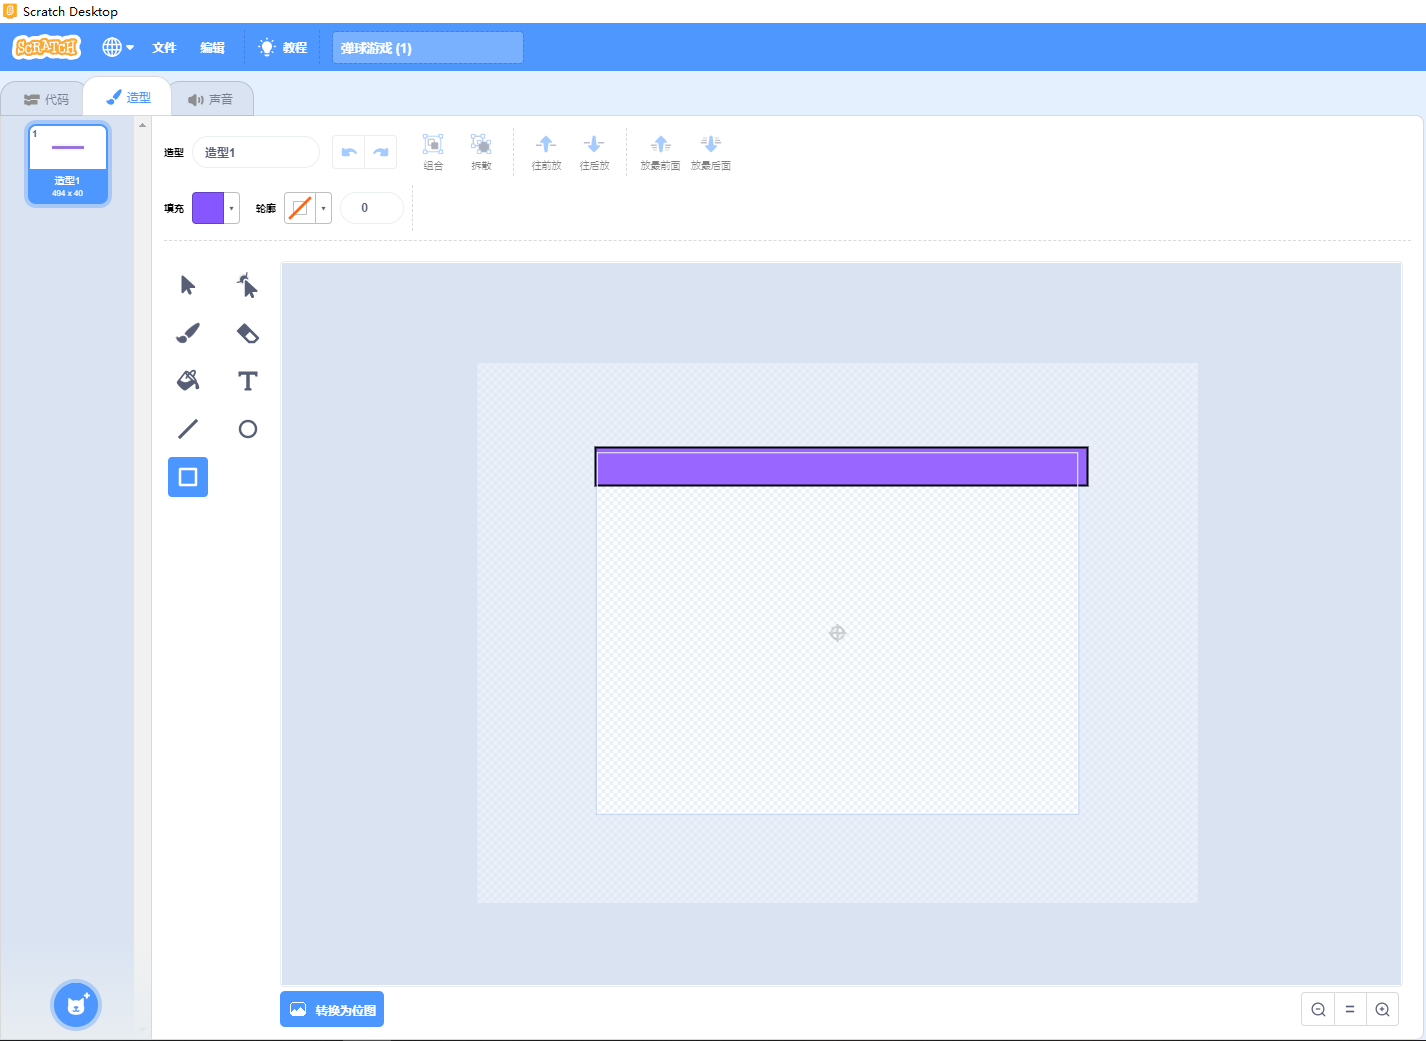 Scratch Desktop
SCRATCH 文件 编辑 教程 弹球游戏 (1)
代码 造型 声音
1
造型1
494 x 40
造型 造型1 组合 拆散 往前放 往后放 放最前面 放最后面
填充 轮廓 0
T
转换为位图